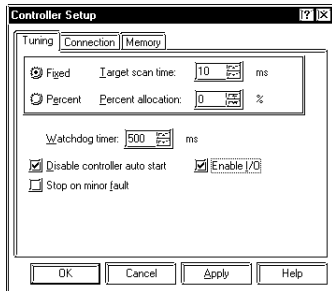 Controller Setup
Tuning Connection Memory
Fixed Target scan time: 10 ms
Percent Percent allocation: 0 %
Watchdog timer: 500 ms
Disable controller auto start Enable I/O
Stop on minor fault
OK Cancel Apply Help